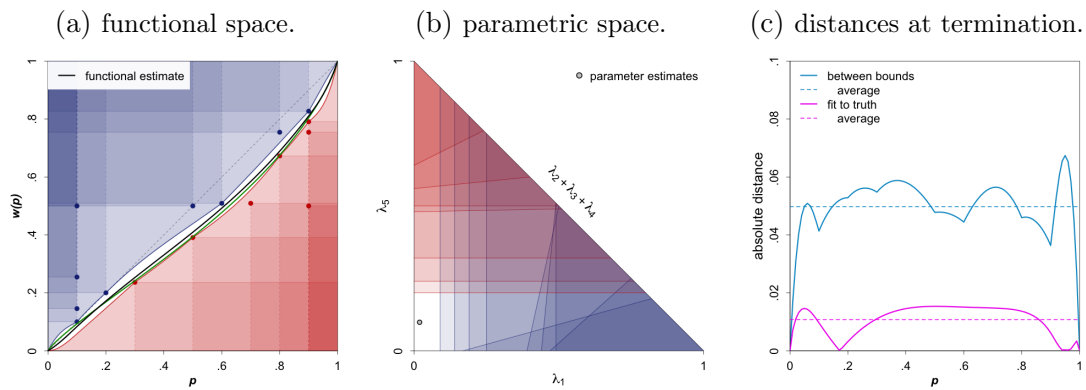 (a) functional space.
(b) parametric space.
(c) distances at termination.
functional estimate
w(p)
1
.8
.6
.4
.2
0
0
.2
.4
.6
.8
1
p
parameter estimates
λ2 + λ3 + λ4
λ5
1
0
0
1
λ1
between bounds
average
fit to truth
average
absolute distance
.1
.08
.06
.04
.02
0
0
.2
.4
.6
.8
1
p